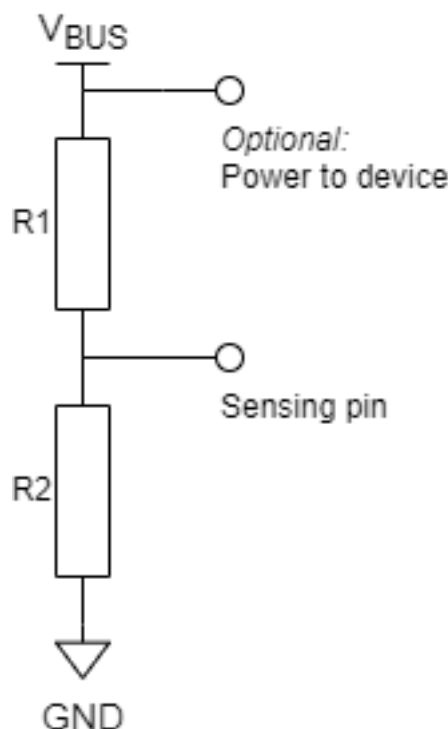 VBUS
Optional:
Power to device
R1
Sensing pin
R2
GND